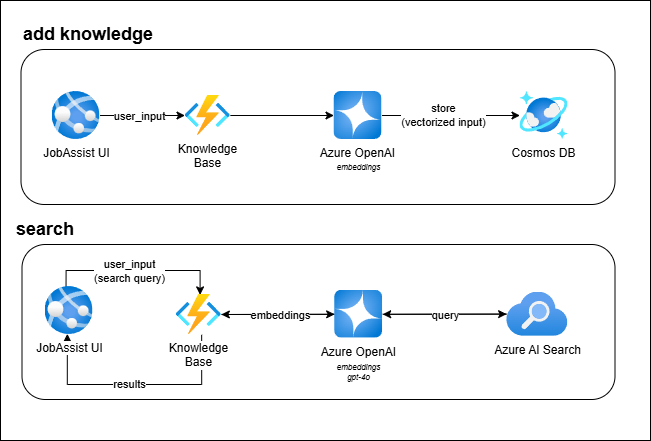 add knowledge
user_input
store
(vectorized input)
JobAssist UI
Knowledge
Base
Azure OpenAI
embeddings
Cosmos DB
search
user_input
(search query)
embeddings
query
JobAssist UI
Knowledge
Base
Azure OpenAI
embeddings
gpt-4o
Azure AI Search
results